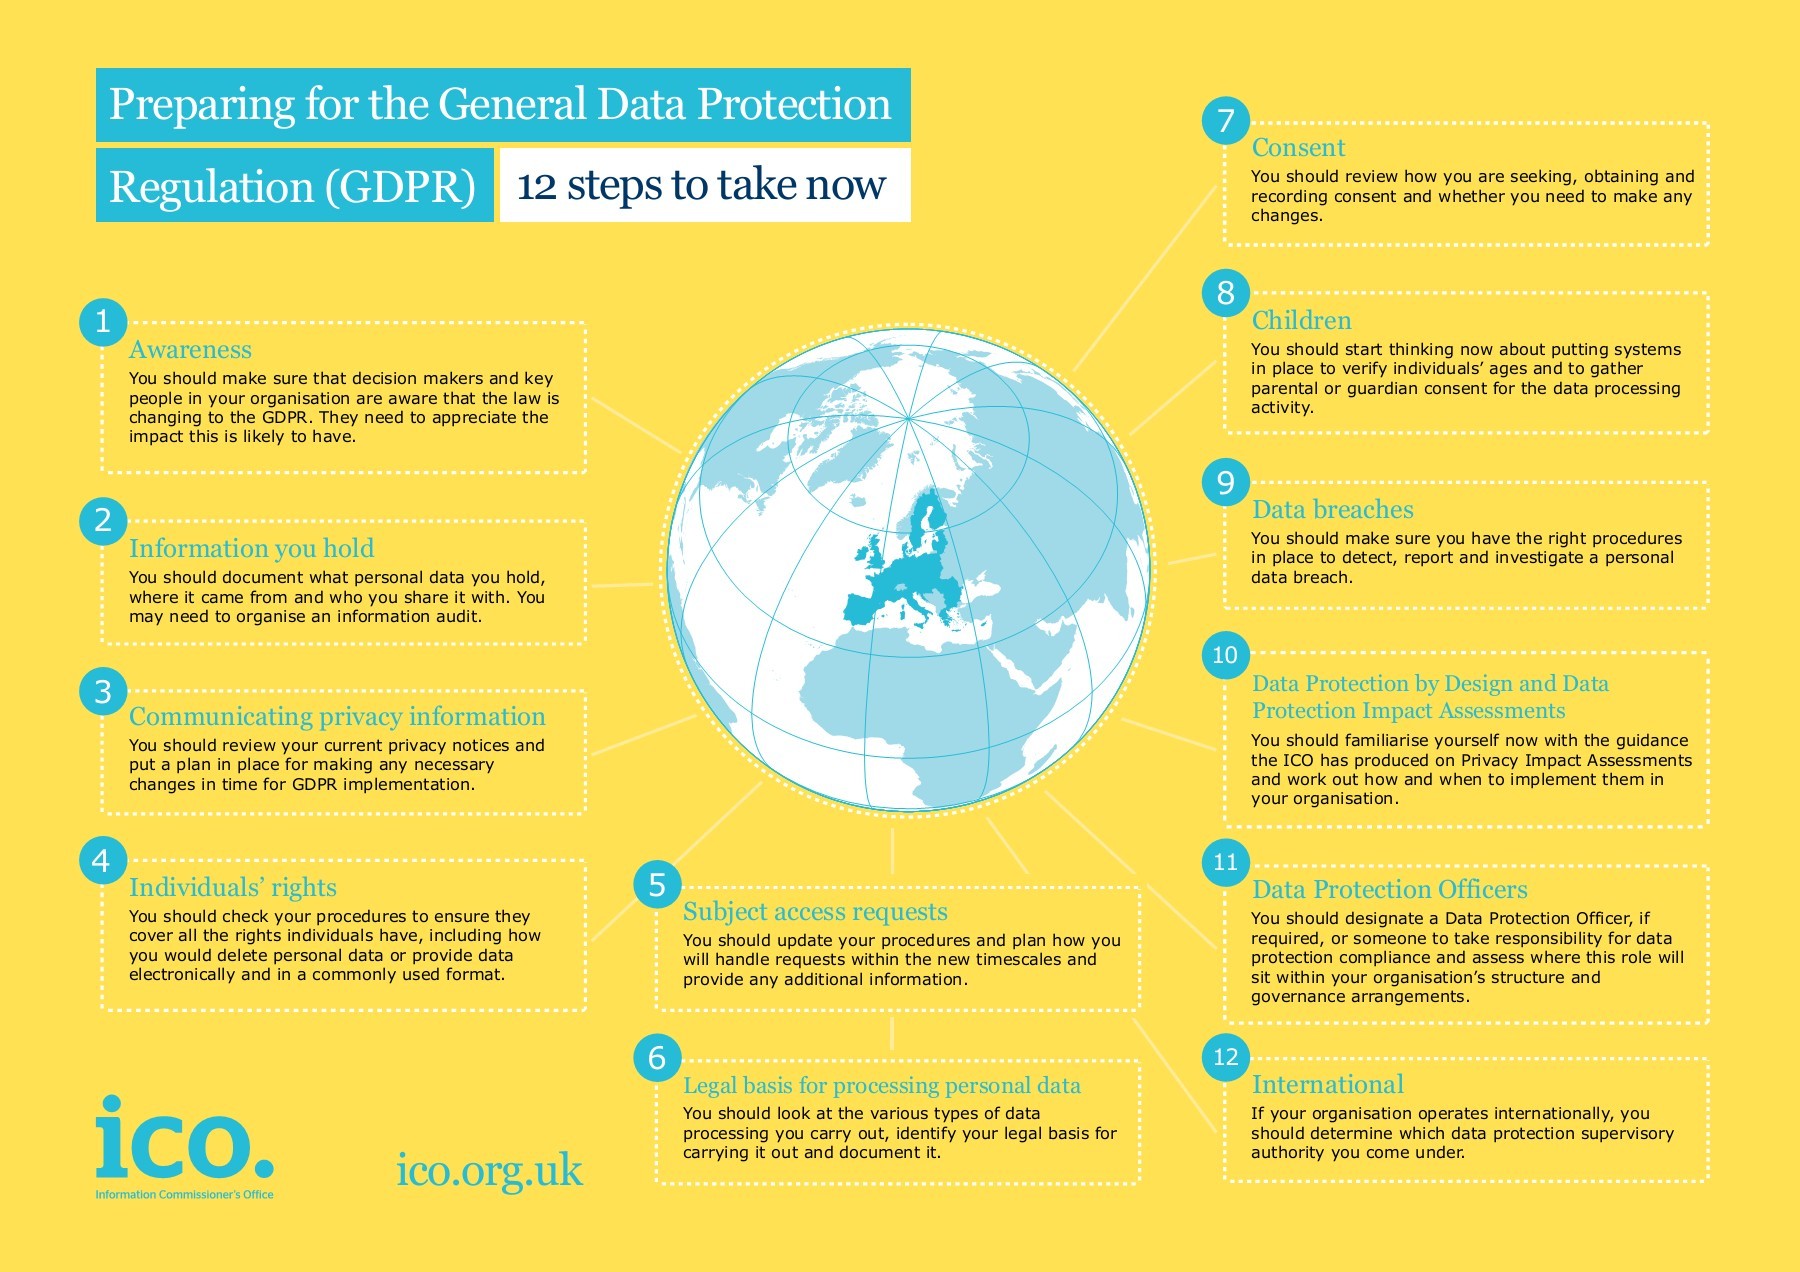 Preparing for the General Data Protection
Regulation (GDPR) 12 steps to take now
1
Awareness
You should make sure that decision makers and key
people in your organisation are aware that the law is
changing to the GDPR. They need to appreciate the
impact this is likely to have.
2
Information you hold
You should document what personal data you hold,
where it came from and who you share it with. You
may need to organise an information audit.
3
Communicating privacy information
You should review your current privacy notices and
put a plan in place for making any necessary
changes in time for GDPR implementation.
4
Individuals’ rights
You should check your procedures to ensure they
cover all the rights individuals have, including how
you would delete personal data or provide data
electronically and in a commonly used format.
5
Subject access requests
You should update your procedures and plan how you
will handle requests within the new timescales and
provide any additional information.
6
Legal basis for processing personal data
You should look at the various types of data
processing you carry out, identify your legal basis for
carrying it out and document it.
7
Consent
You should review how you are seeking, obtaining and
recording consent and whether you need to make any
changes.
8
Children
You should start thinking now about putting systems
in place to verify individuals’ ages and to gather
parental or guardian consent for the data processing
activity.
9
Data breaches
You should make sure you have the right procedures
in place to detect, report and investigate a personal
data breach.
10
Data Protection by Design and Data
Protection Impact Assessments
You should familiarise yourself now with the guidance
the ICO has produced on Privacy Impact Assessments
and work out how and when to implement them in
your organisation.
11
Data Protection Officers
You should designate a Data Protection Officer, if
required, or someone to take responsibility for data
protection compliance and assess where this role will
sit within your organisation’s structure and
governance arrangements.
12
International
If your organisation operates internationally, you
should determine which data protection supervisory
authority you come under.
ico.
Information Commissioner’s Office
ico.org.uk